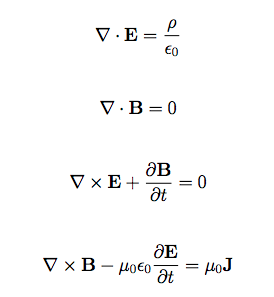 ∇ · 𝐄 = ρ/ϵ₀
∇ · 𝐁 = 0
∇ × 𝐄 + ∂𝐁/∂t = 0
∇ × 𝐁 − μ₀ϵ₀ ∂𝐄/∂t = μ₀𝐉